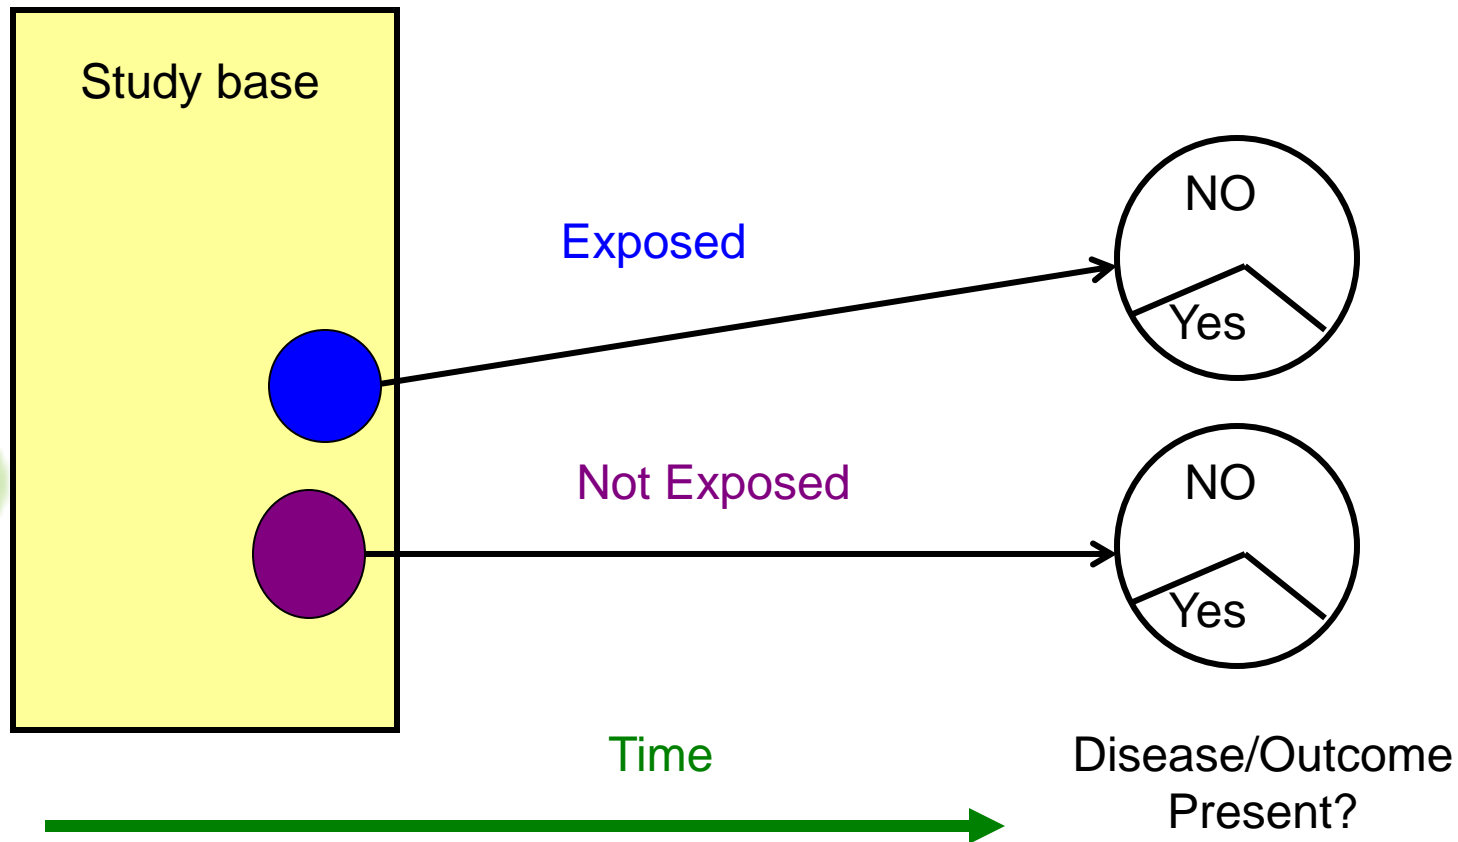 Study base
Exposed
NO
Yes
Not Exposed
NO
Yes
Time
Disease/Outcome
Present?